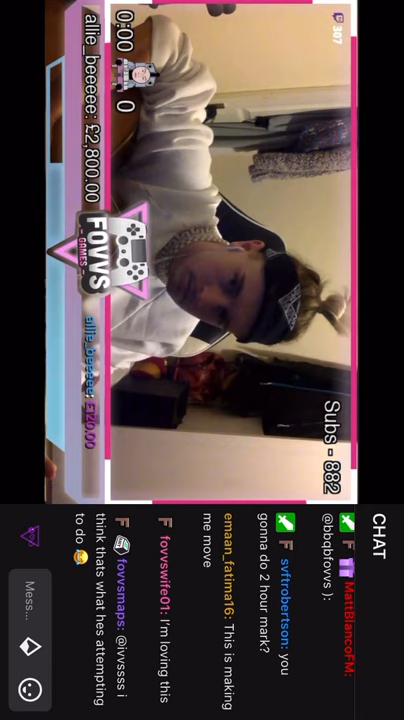 307
Subs - 882
0:00 0
allie_beeeee: £2,800.00
FOVVS
GAMES
allie_beeeee: £120.00
CHAT
MattBlancoFM:
@bbqbfovvs ):
svftrobertson: you
gonna do 2 hour mark?
emaan_fatima16: This is making
me move
fovvswife01: I'm loving this
fovvsmaps: @ivvssss i
think thats what hes attempting
to do 😂
Mess...